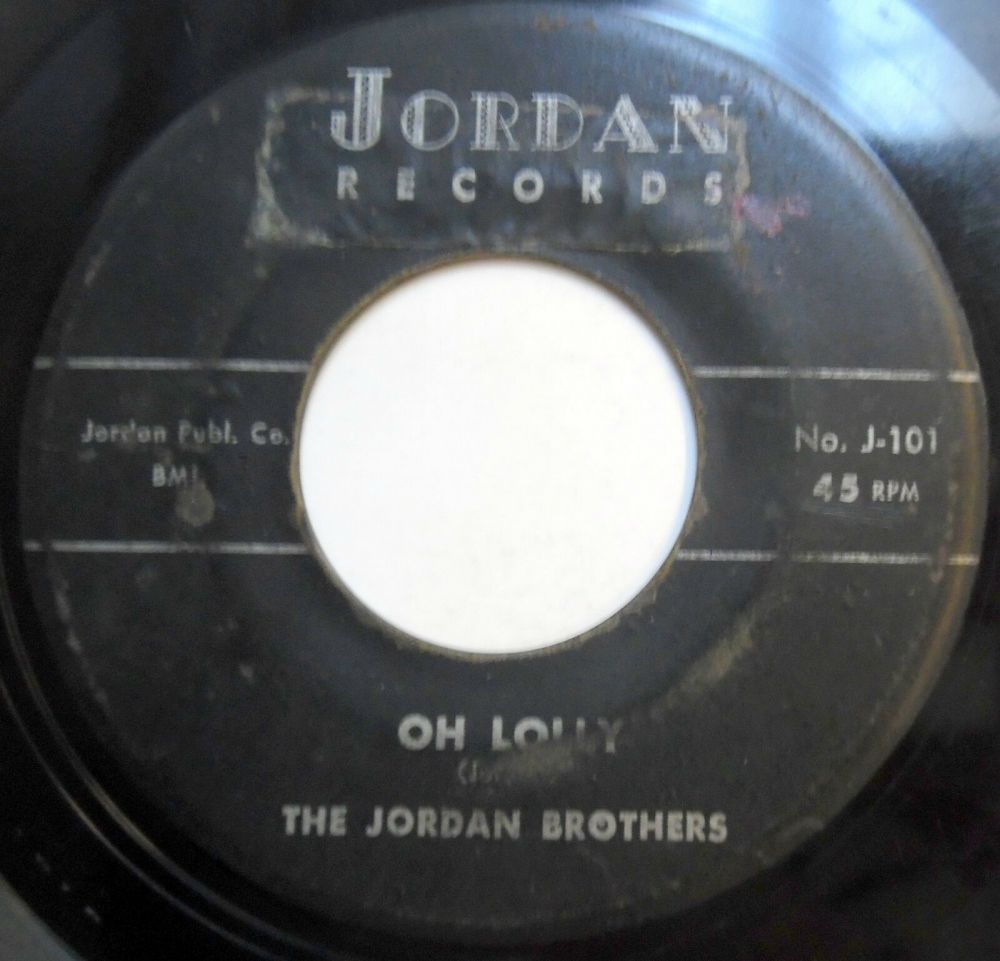 JORDAN
RECORDS
Jordan Publ. Co.
BMI
No. J-101
45 RPM
OH LOLLY
THE JORDAN BROTHERS